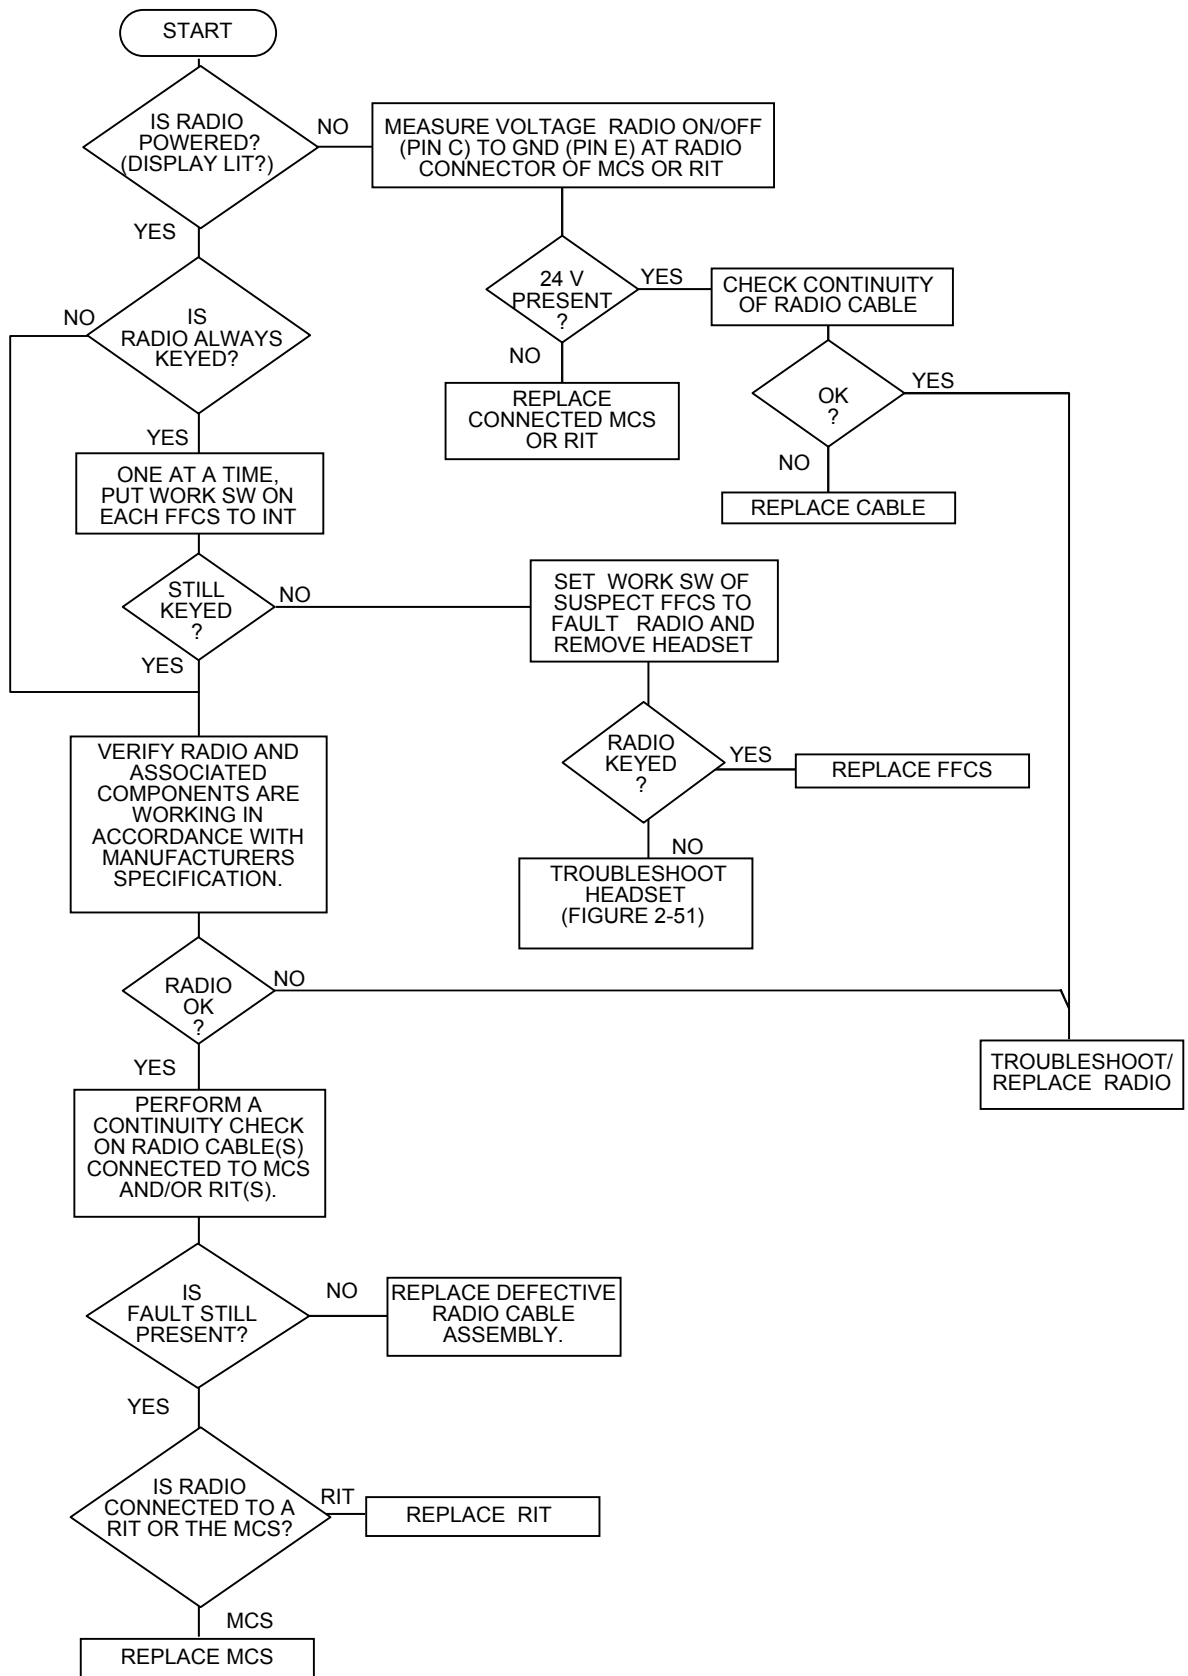 START
IS RADIO
POWERED?
(DISPLAY LIT?)
NO
MEASURE VOLTAGE RADIO ON/OFF
(PIN C) TO GND (PIN E) AT RADIO
CONNECTOR OF MCS OR RIT
YES
24 V
PRESENT
?
YES
CHECK CONTINUITY
OF RADIO CABLE
NO
REPLACE
CONNECTED MCS
OR RIT
OK
?
YES
NO
REPLACE CABLE
NO
IS
RADIO ALWAYS
KEYED?
YES
ONE AT A TIME,
PUT WORK SW ON
EACH FFCS TO INT
STILL
KEYED
?
NO
SET WORK SW OF
SUSPECT FFCS TO
FAULT RADIO AND
REMOVE HEADSET
YES
RADIO
KEYED
?
YES
REPLACE FFCS
NO
TROUBLESHOOT
HEADSET
(FIGURE 2-51)
VERIFY RADIO AND
ASSOCIATED
COMPONENTS ARE
WORKING IN
ACCORDANCE WITH
MANUFACTURERS
SPECIFICATION.
RADIO
OK
?
NO
TROUBLESHOOT/
REPLACE RADIO
YES
PERFORM A
CONTINUITY CHECK
ON RADIO CABLE(S)
CONNECTED TO MCS
AND/OR RIT(S).
IS
FAULT STILL
PRESENT?
NO
REPLACE DEFECTIVE
RADIO CABLE
ASSEMBLY.
YES
IS RADIO
CONNECTED TO A
RIT OR THE MCS?
RIT
REPLACE RIT
MCS
REPLACE MCS